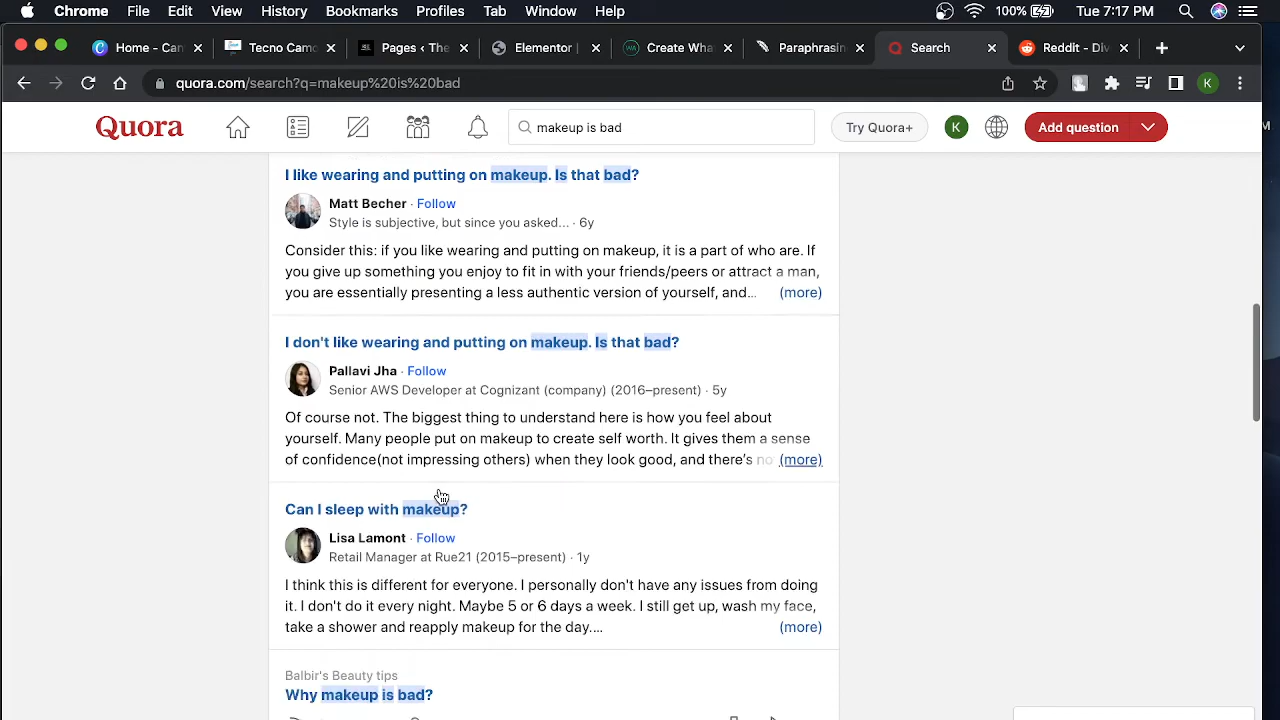 Chrome File Edit View History Bookmarks Profiles Tab Window Help 100% Tue 7:17 PM
Home - Can Tecno Camo Pages ‹ The Elementor Create Wha Paraphrasin Search Reddit - Div
quora.com/search?q=makeup%20is%20bad K
Quora makeup is bad Try Quora+ K Add question
I like wearing and putting on makeup. Is that bad?
Matt Becher · Follow
Style is subjective, but since you asked... · 6y
Consider this: if you like wearing and putting on makeup, it is a part of who are. If
you give up something you enjoy to fit in with your friends/peers or attract a man,
you are essentially presenting a less authentic version of yourself, and... (more)
I don't like wearing and putting on makeup. Is that bad?
Pallavi Jha · Follow
Senior AWS Developer at Cognizant (company) (2016–present) · 5y
Of course not. The biggest thing to understand here is how you feel about
yourself. Many people put on makeup to create self worth. It gives them a sense
of confidence(not impressing others) when they look good, and there's no (more)
Can I sleep with makeup?
Lisa Lamont · Follow
Retail Manager at Rue21 (2015–present) · 1y
I think this is different for everyone. I personally don't have any issues from doing
it. I don't do it every night. Maybe 5 or 6 days a week. I still get up, wash my face,
take a shower and reapply makeup for the day.... (more)
Balbir's Beauty tips
Why makeup is bad?